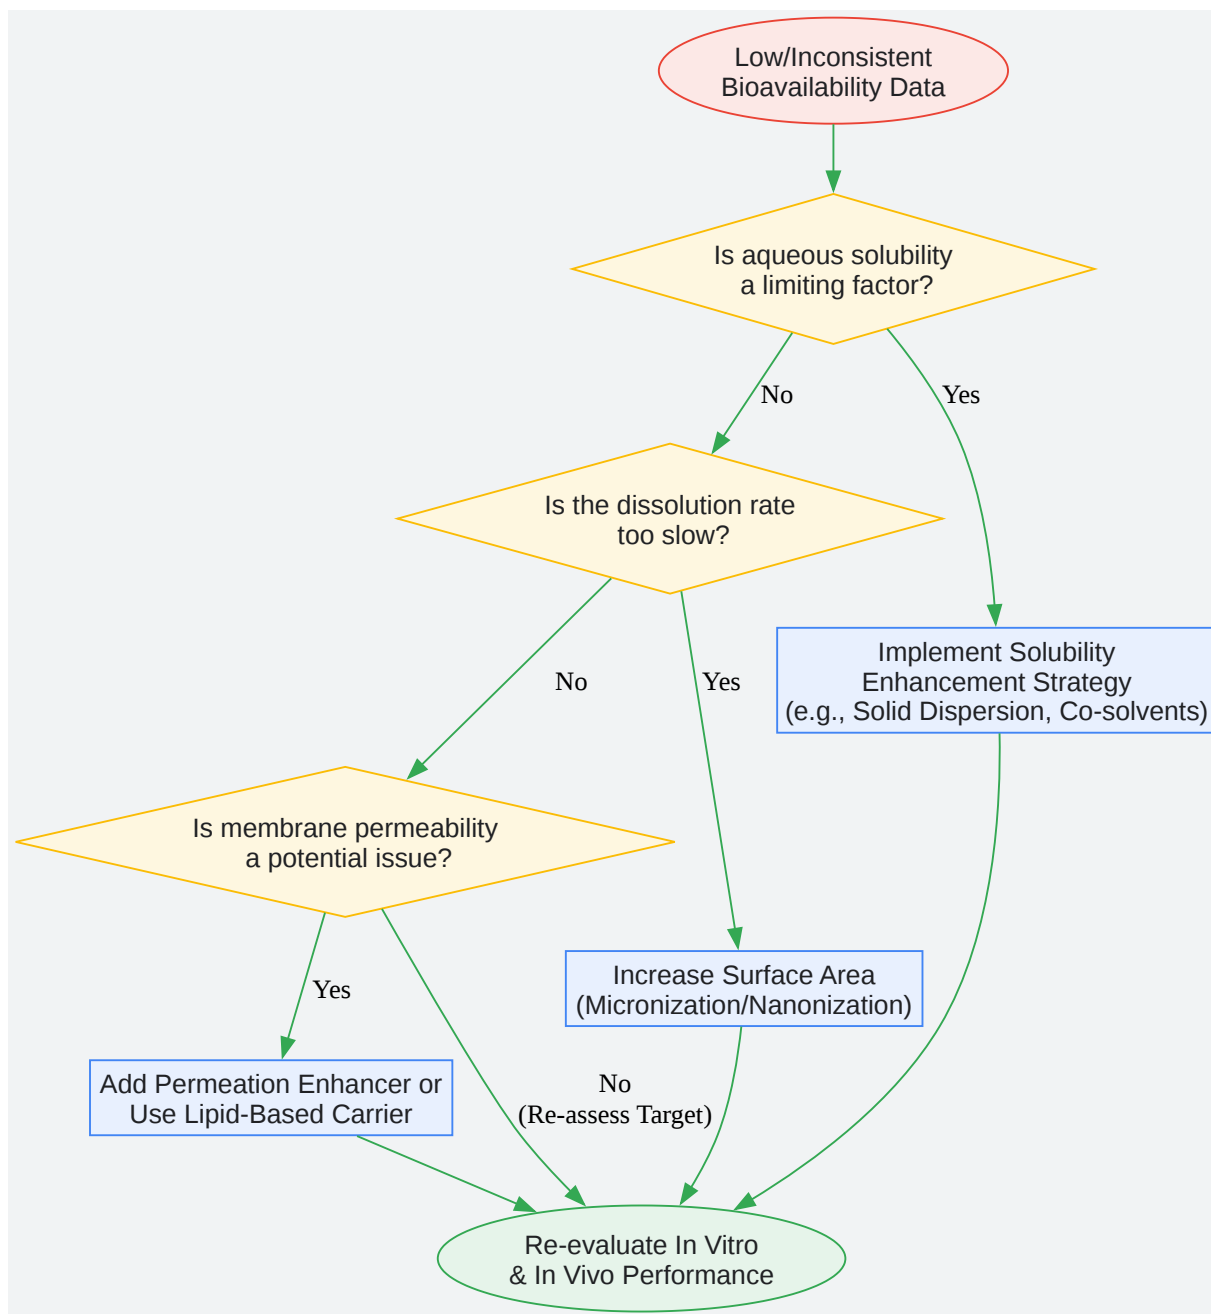 Low/Inconsistent
Bioavailability Data
Is aqueous solubility
a limiting factor?
No
Yes
Is the dissolution rate
too slow?
No
Yes
Implement Solubility
Enhancement Strategy
(e.g., Solid Dispersion, Co-solvents)
Is membrane permeability
a potential issue?
Yes
Increase Surface Area
(Micronization/Nanonization)
Add Permeation Enhancer or
Use Lipid-Based Carrier
No
(Re-assess Target)
Re-evaluate In Vitro
& In Vivo Performance